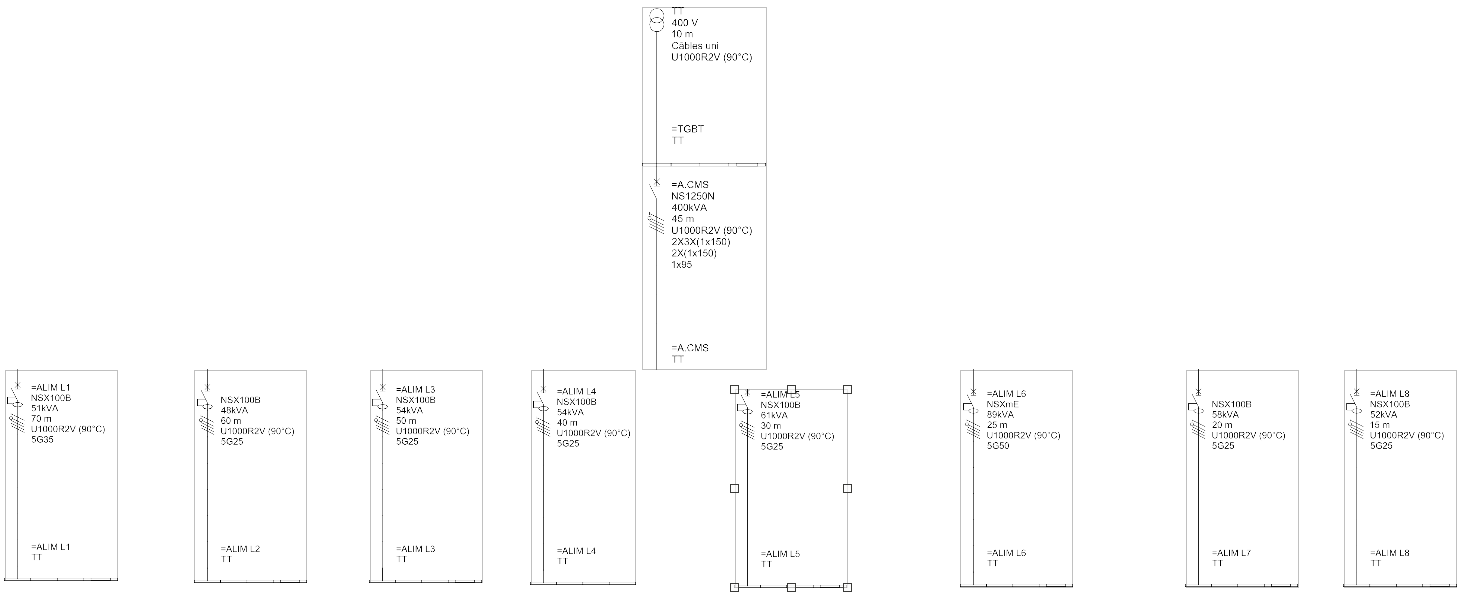 TT
400 V
10 m
Câbles uni
U1000R2V (90°C)
=TGBT
TT
=A.CMS
NS1250N
400kVA
45 m
U1000R2V (90°C)
2X3X(1x150)
2X(1x150)
1x95
=A.CMS
TT
=ALIM L1
NSX100B
51kVA
70 m
U1000R2V (90°C)
5G35
=ALIM L1
TT
NSX100B
48kVA
60 m
U1000R2V (90°C)
5G25
=ALIM L2
TT
=ALIM L3
NSX100B
54kVA
50 m
U1000R2V (90°C)
5G25
=ALIM L3
TT
=ALIM L4
NSX100B
54kVA
40 m
U1000R2V (90°C)
5G25
=ALIM L4
TT
=ALIM L5
NSX100B
61kVA
30 m
U1000R2V (90°C)
5G25
=ALIM L5
TT
=ALIM L6
NSXmE
89kVA
25 m
U1000R2V (90°C)
5G50
=ALIM L6
TT
NSX100B
58kVA
20 m
U1000R2V (90°C)
5G25
=ALIM L7
TT
=ALIM L8
NSX100B
52kVA
15 m
U1000R2V (90°C)
5G25
=ALIM L8
TT